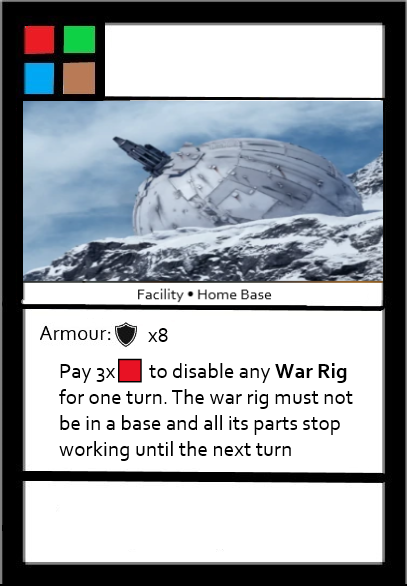 Facility • Home Base
Armour: x8
Pay 3x to disable any War Rig
for one turn. The war rig must not
be in a base and all its parts stop
working until the next turn